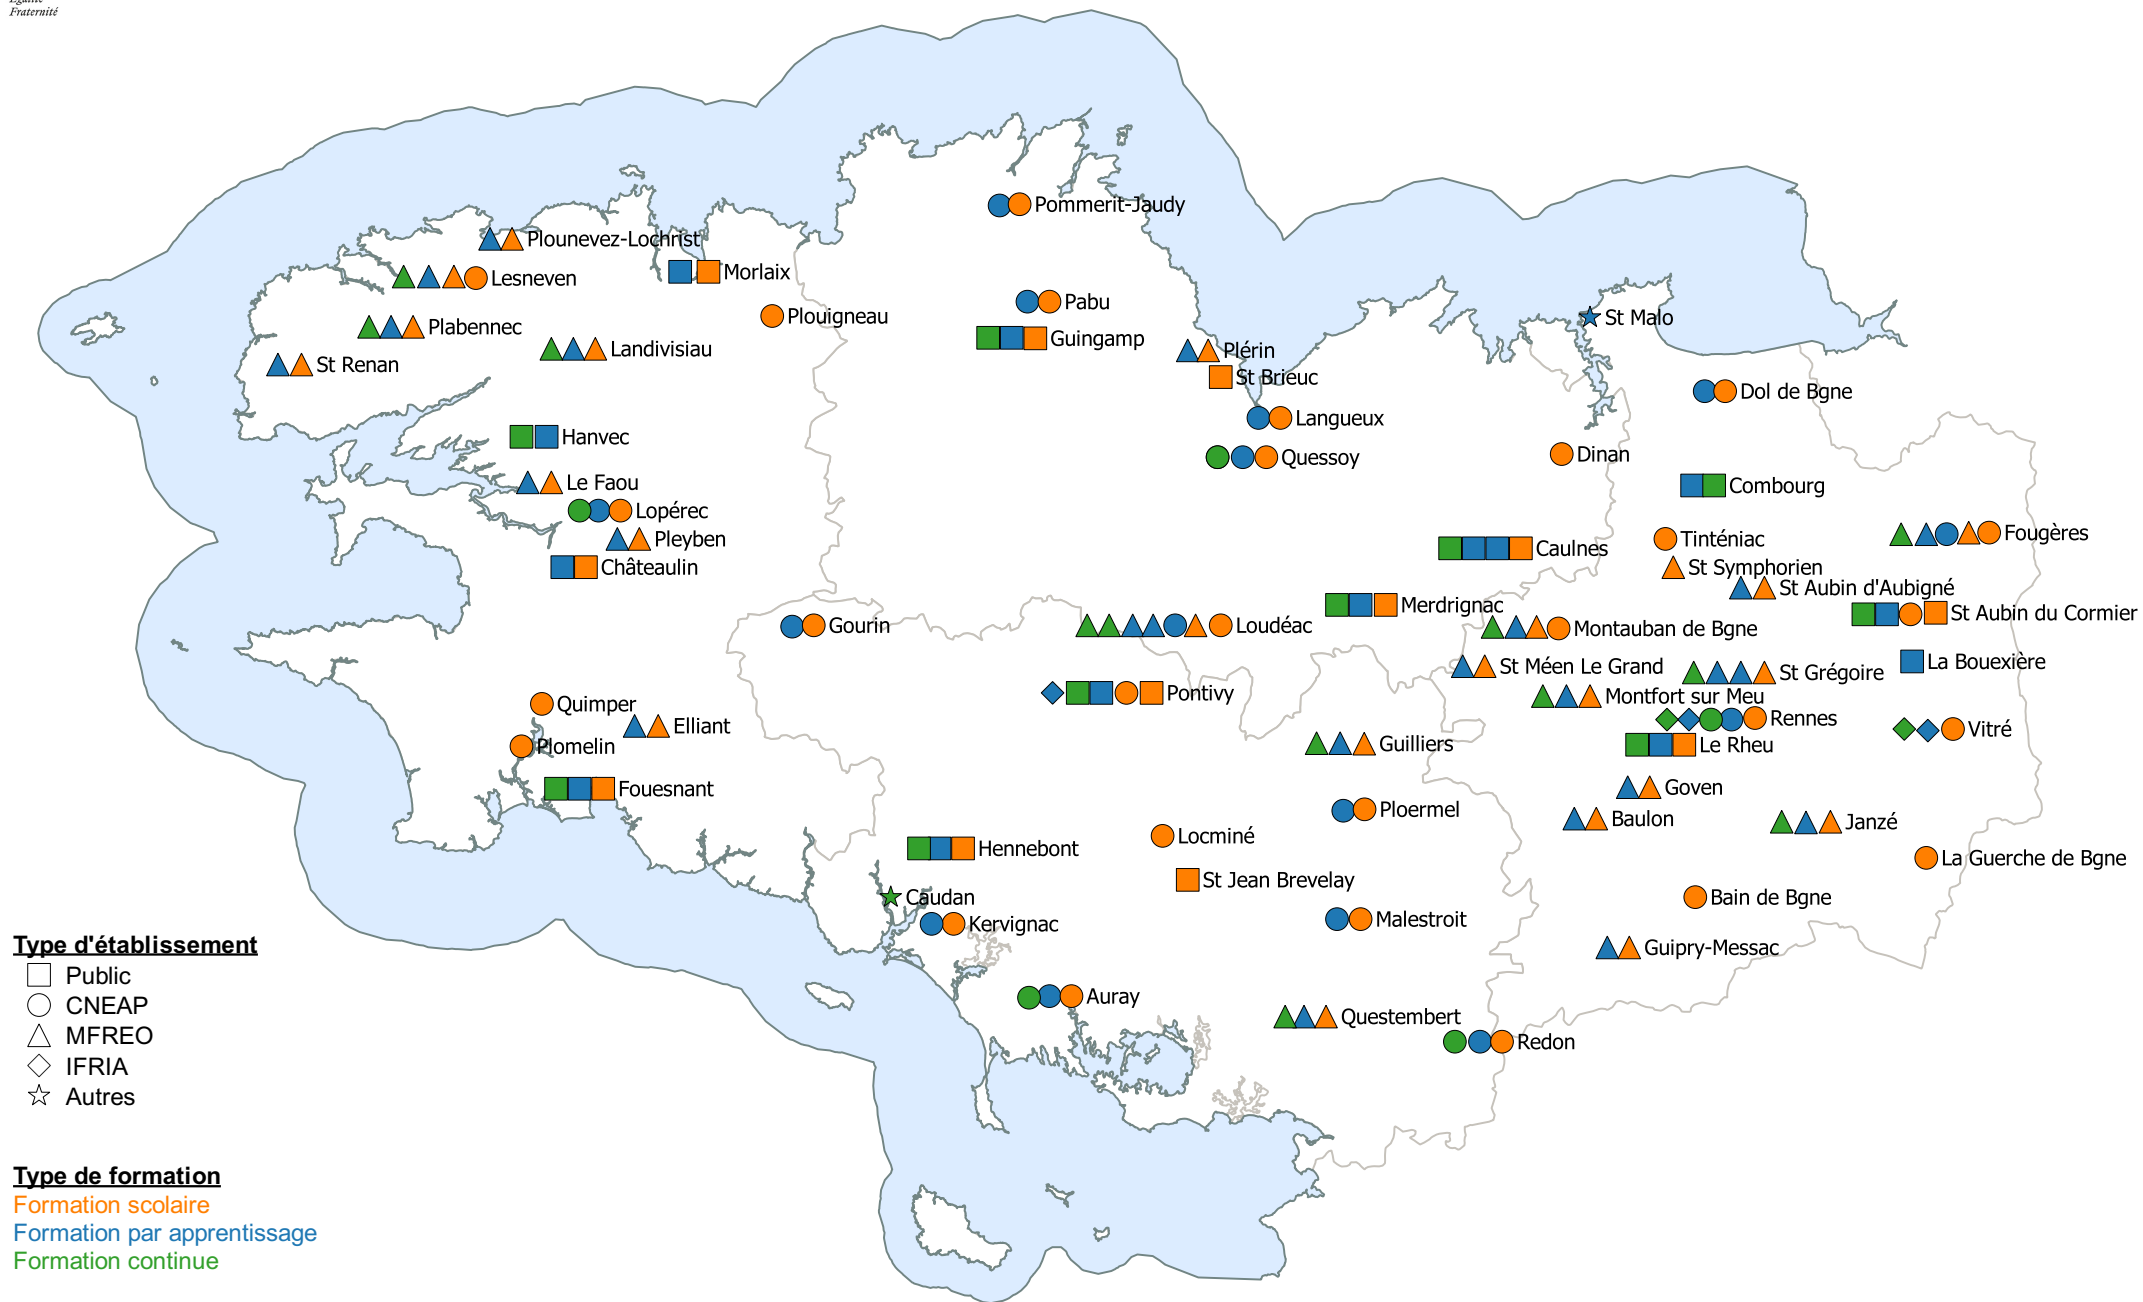 Fraternité
Pommerit-Jaudy
Plounevez-Lochrist
Morlaix
Lesneven
Pabu
Plouigneau
St Malo
Plabennec
Guingamp
Landivisiau
Plérin
St Renan
St Brieuc
Dol de Bgne
Langueux
Hanvec
Quessoy
Dinan
Le Faou
Combourg
Lopérec
Pleyben
Tinténiac
Fougères
Caulnes
Châteaulin
St Symphorien
St Aubin d'Aubigné
Merdrignac
St Aubin du Cormier
Gourin
Loudéac
Montauban de Bgne
St Méen Le Grand
La Bouexière
St Grégoire
Pontivy
Montfort sur Meu
Quimper
Rennes
Elliant
Vitré
Plomelin
Guilliers
Le Rheu
Fouesnant
Goven
Ploermel
Baulon
Janzé
Locminé
Hennebont
La Guerche de Bgne
St Jean Brevelay
Caudan
Bain de Bgne
Kervignac
Malestroit
Guipry-Messac
Auray
Questembert
Redon
Type d'établissement
Public
CNEAP
MFREO
IFRIA
Autres
Type de formation
Formation scolaire
Formation par apprentissage
Formation continue